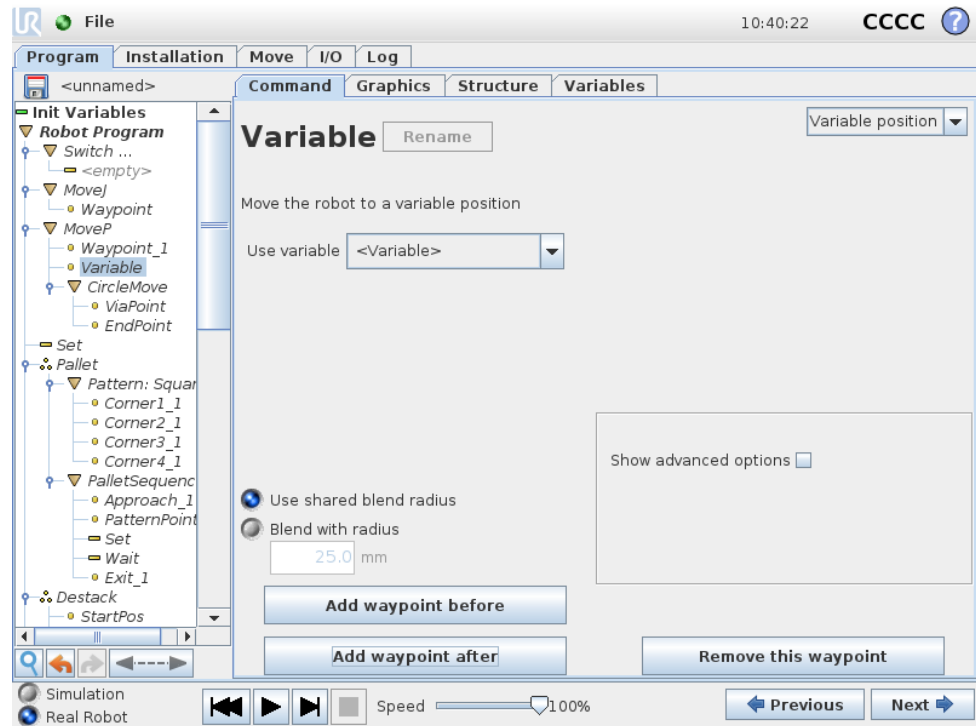 UR File 10:40:22 CCCC ?
Program Installation Move I/O Log
<unnamed> Command Graphics Structure Variables
Init Variables
Robot Program
Switch ...
<empty>
MoveJ
Waypoint
MoveP
Waypoint_1
Variable
CircleMove
ViaPoint
EndPoint
Set
Pallet
Pattern: Squar
Corner1_1
Corner2_1
Corner3_1
Corner4_1
PalletSequenc
Approach_1
PatternPoint
Set
Wait
Exit_1
Destack
StartPos
Variable Rename Variable position
Move the robot to a variable position
Use variable <Variable>
Show advanced options
Use shared blend radius
Blend with radius
25.0 mm
Add waypoint before
Add waypoint after Remove this waypoint
Simulation
Real Robot
Speed 100% Previous Next